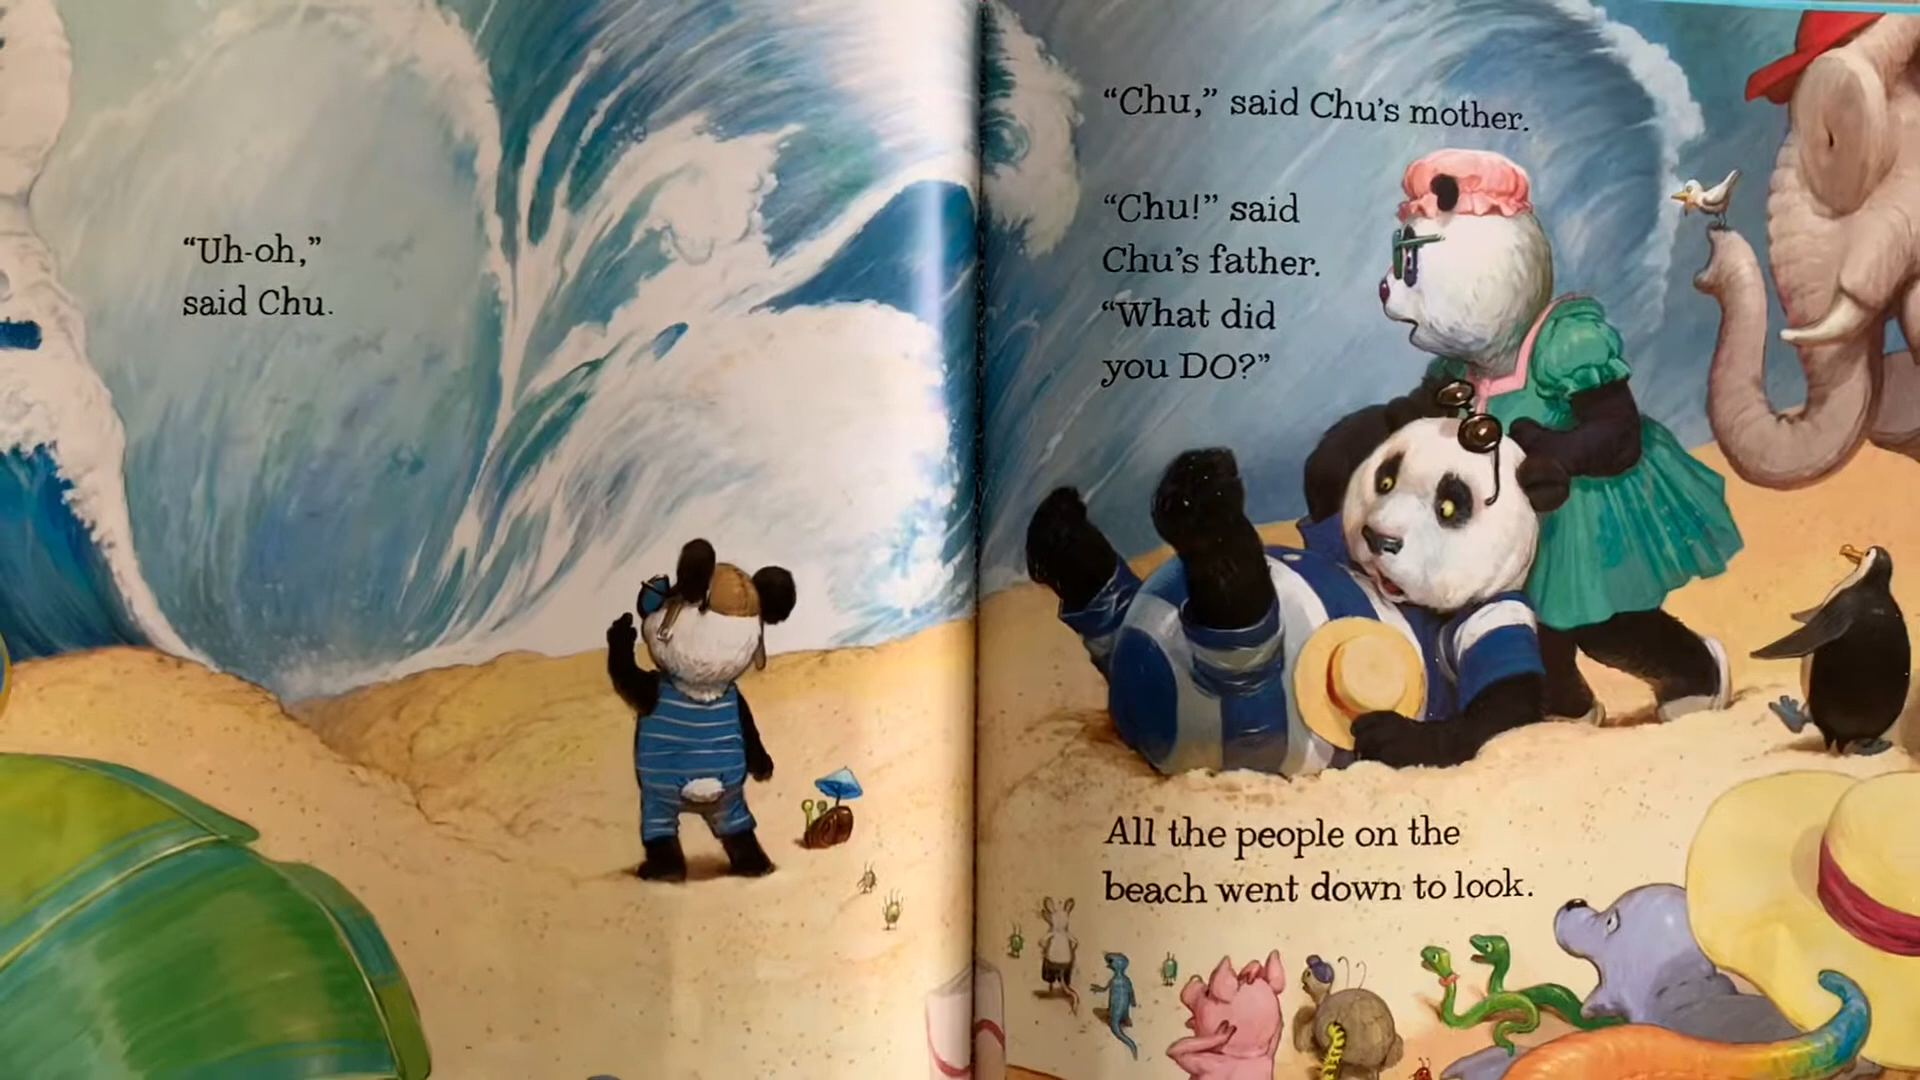 “Uh-oh,”
said Chu.
“Chu,” said Chu’s mother.
“Chu!” said
Chu’s father.
“What did
you DO?”
All the people on the
beach went down to look.